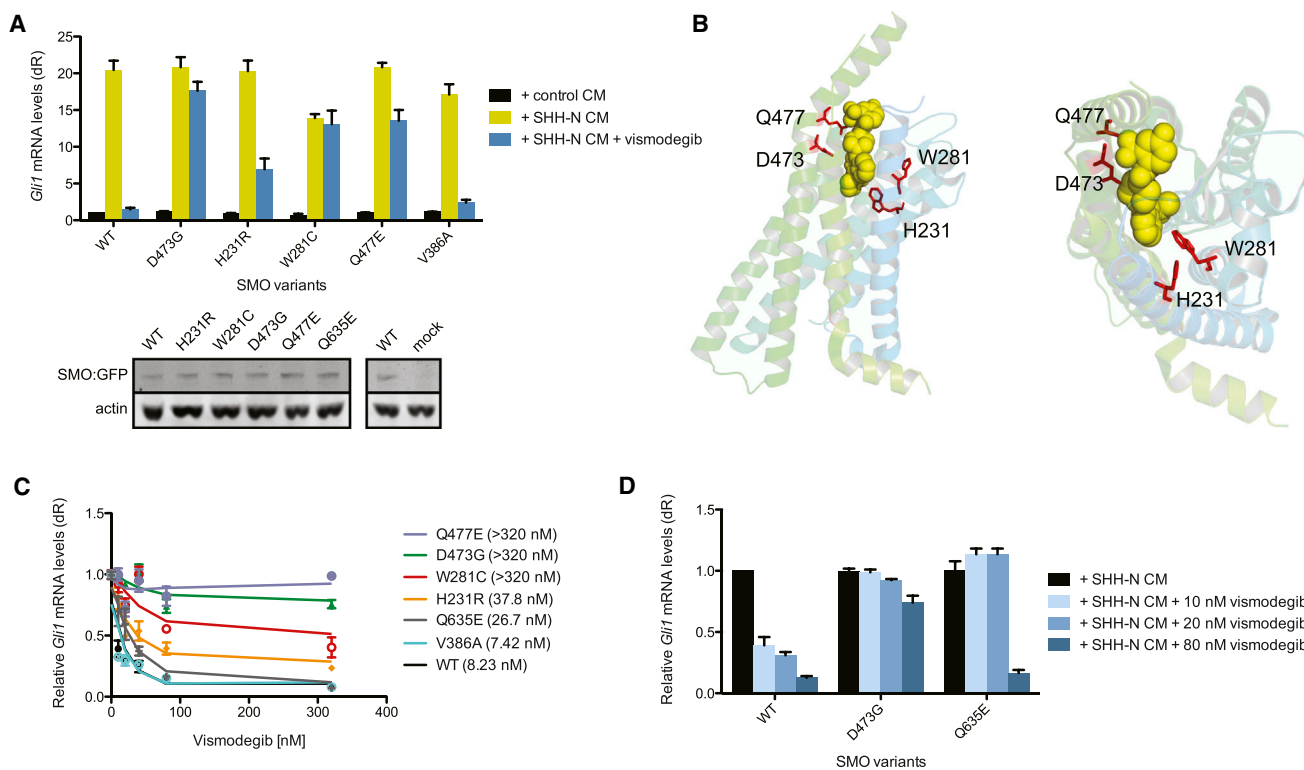 A
Gli1 mRNA levels (dR)
25
20
15
10
5
0
WT
D473G
H231R
W281C
Q477E
V386A
SMO variants
+ control CM
+ SHH-N CM
+ SHH-N CM + vismodegib
WT
H231R
W281C
D473G
Q477E
Q635E
WT
mock
SMO:GFP
actin
B
Q477
D473
W281
H231
Q477
D473
W281
H231
C
Relative Gli1 mRNA levels (dR)
1.5
1.0
0.5
0.0
0
100
200
300
400
Vismodegib [nM]
Q477E (>320 nM)
D473G (>320 nM)
W281C (>320 nM)
H231R (37.8 nM)
Q635E (26.7 nM)
V386A (7.42 nM)
WT (8.23 nM)
D
Relative Gli1 mRNA levels (dR)
1.5
1.0
0.5
0.0
WT
D473G
Q635E
SMO variants
+ SHH-N CM
+ SHH-N CM + 10 nM vismodegib
+ SHH-N CM + 20 nM vismodegib
+ SHH-N CM + 80 nM vismodegib